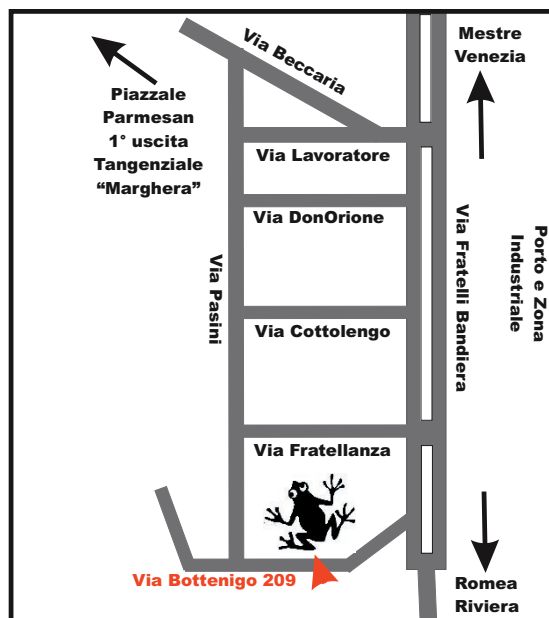 Via Beccaria
Mestre
Venezia
Piazzale
Parmesan
1° uscita
Tangenziale
“Marghera”
Via Lavoratore
Via DonOrione
Via Pasini
Via Fratelli Bandiera
Porto e Zona
Industriale
Via Cottolengo
Via Fratellanza
Via Bottenigo 209
Romea
Riviera